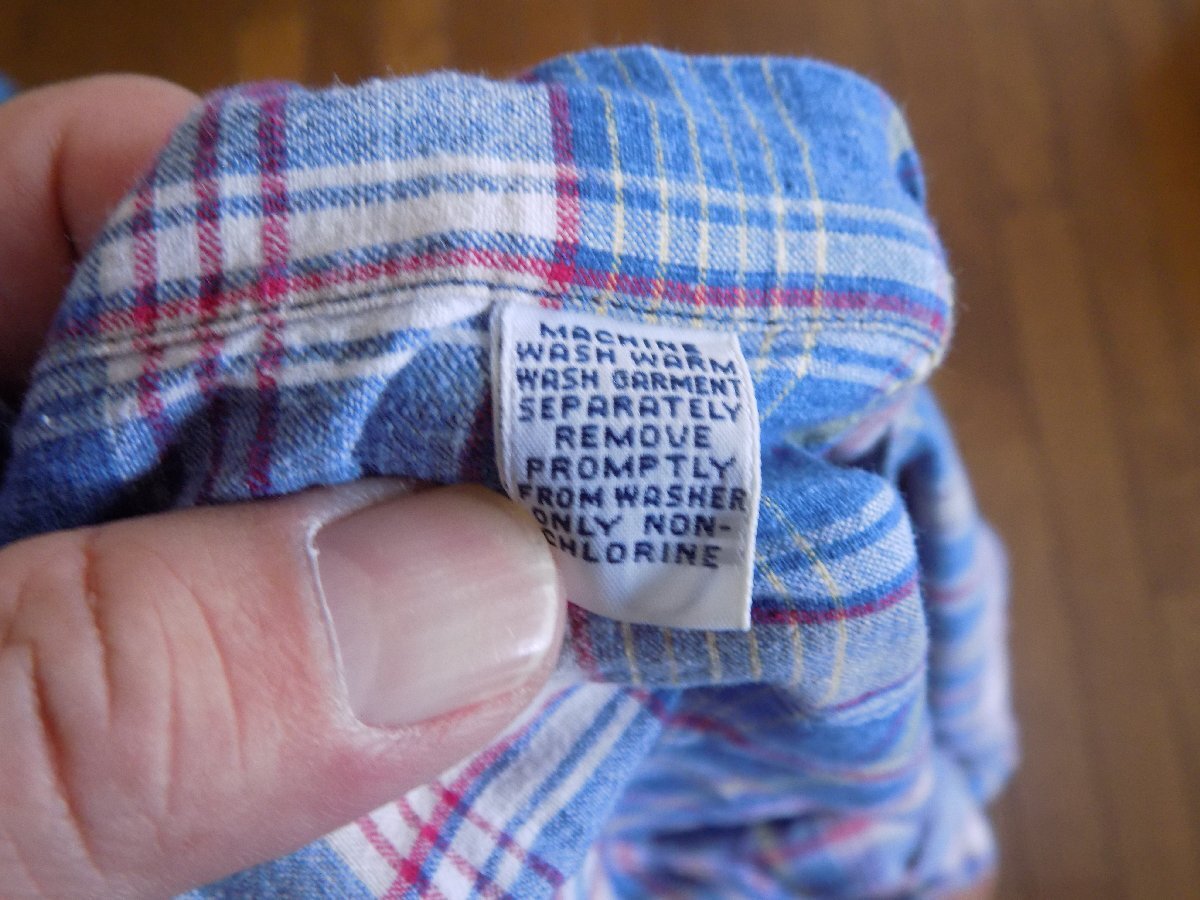 MACHINE
WASH WARM
WASH GARMENT
SEPARATELY
REMOVE
PROMPTLY
FROM WASHER
ONLY NON-
CHLORINE